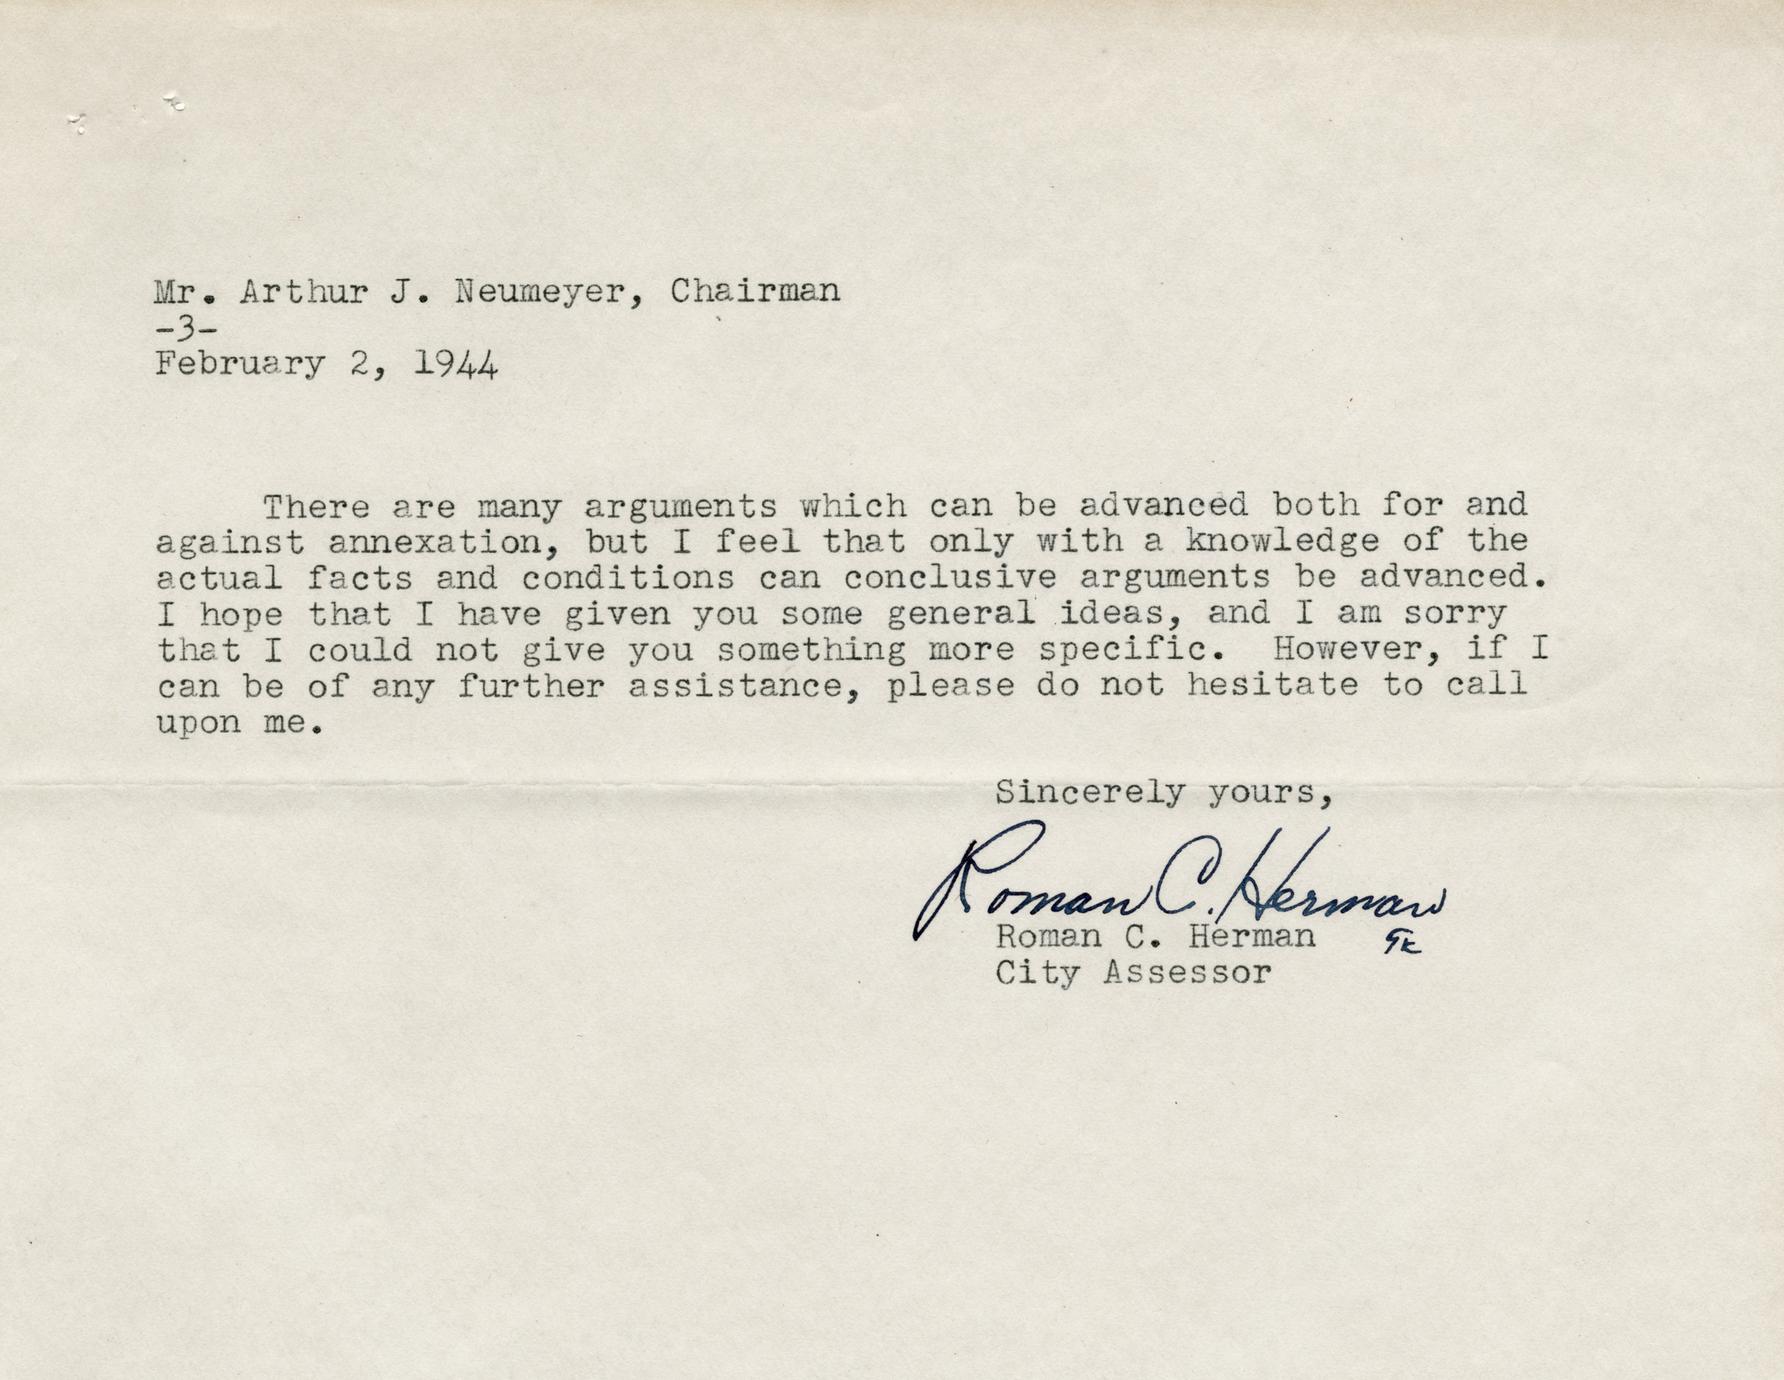 Mr. Arthur J. Neumeyer, Chairman
-3-
February 2, 1944
There are many arguments which can be advanced both for and
against annexation, but I feel that only with a knowledge of the
actual facts and conditions can conclusive arguments be advanced.
I hope that I have given you some general ideas, and I am sorry
that I could not give you something more specific.  However, if I
can be of any further assistance, please do not hesitate to call
upon me.
Sincerely yours,
Roman C. Herman
Roman C. Herman
City Assessor